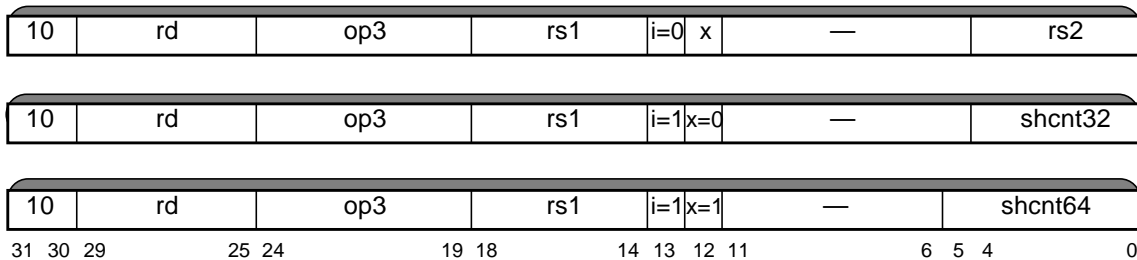 10 rd op3 rs1 i=0 x — rs2
10 rd op3 rs1 i=1 x=0 — shcnt32
10 rd op3 rs1 i=1 x=1 — shcnt64
31 30 29 25 24 19 18 14 13 12 11 6 5 4 0